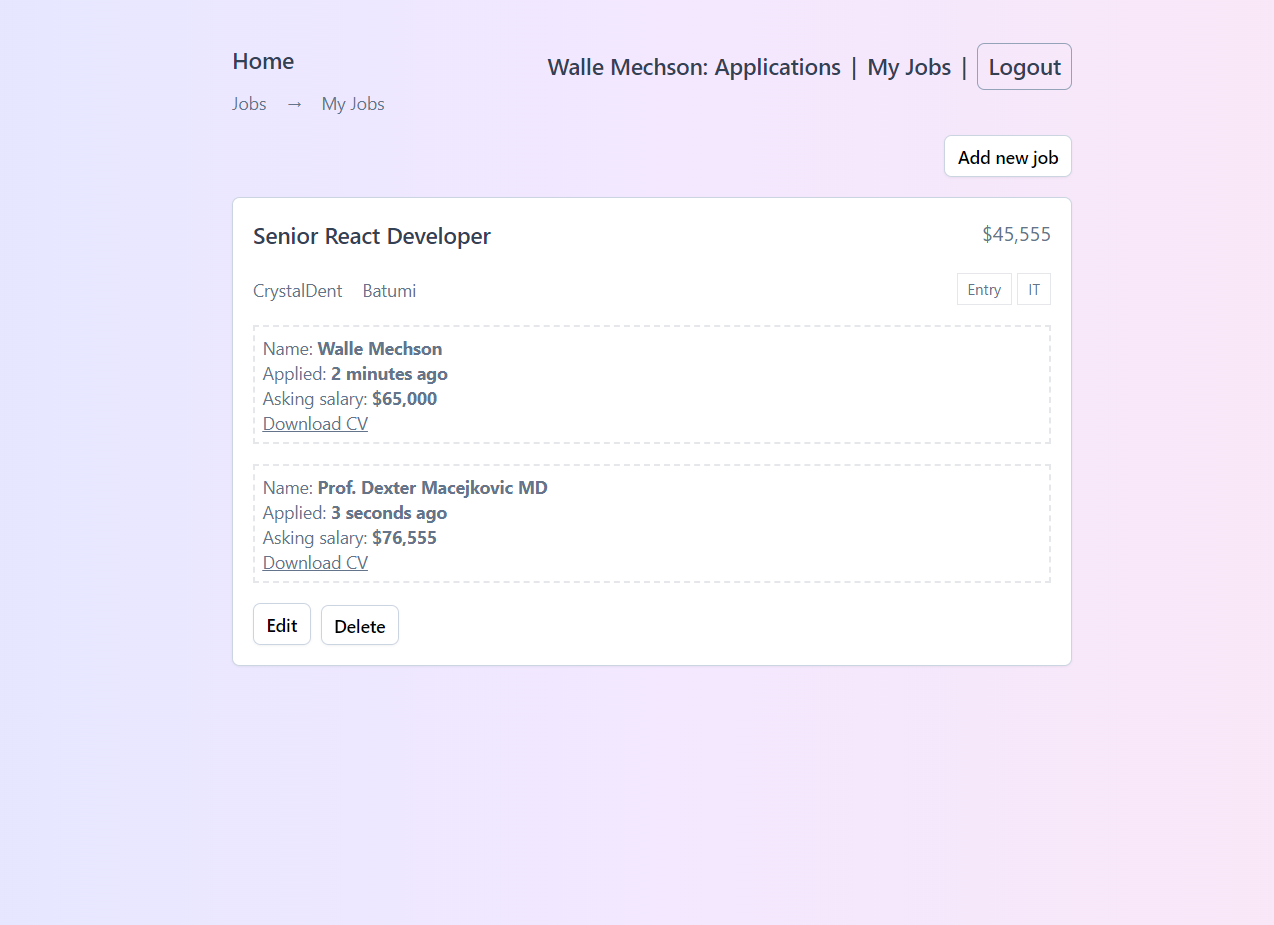 Home
Walle Mechson: Applications | My Jobs | Logout
Jobs → My Jobs
Add new job
Senior React Developer $45,555
CrystalDent Batumi Entry IT
Name: Walle Mechson
Applied: 2 minutes ago
Asking salary: $65,000
Download CV
Name: Prof. Dexter Macejkovic MD
Applied: 3 seconds ago
Asking salary: $76,555
Download CV
Edit Delete